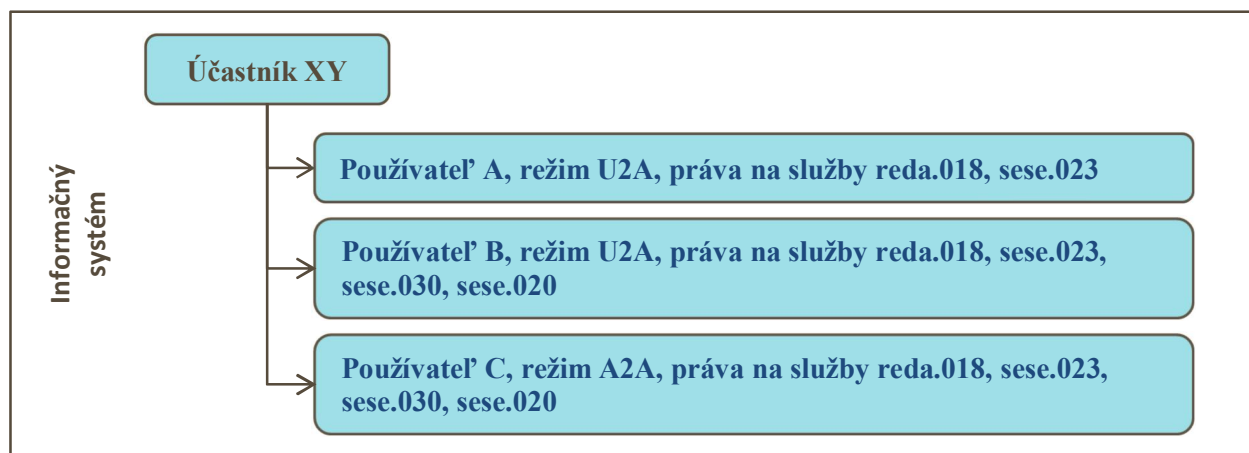 Informačný
systém
Účastník XY
Používateľ A, režim U2A, práva na služby reda.018, sese.023
Používateľ B, režim U2A, práva na služby reda.018, sese.023,
sese.030, sese.020
Používateľ C, režim A2A, práva na služby reda.018, sese.023,
sese.030, sese.020